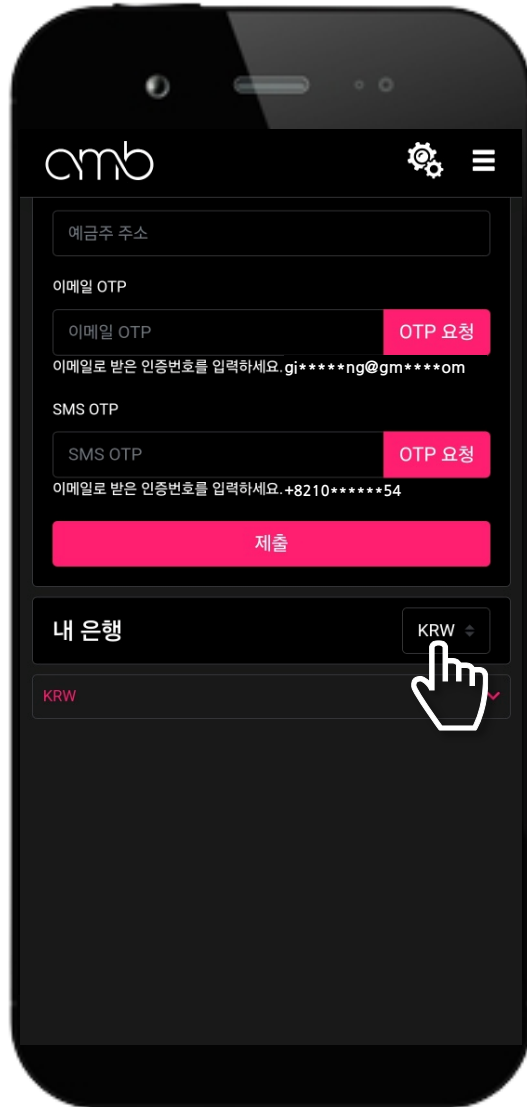 amb
예금주 주소
이메일 OTP
이메일 OTP
OTP 요청
이메일로 받은 인증번호를 입력하세요.gi*****ng@gm****om
SMS OTP
SMS OTP
OTP 요청
이메일로 받은 인증번호를 입력하세요.+8210******54
제출
내 은행
KRW
KRW